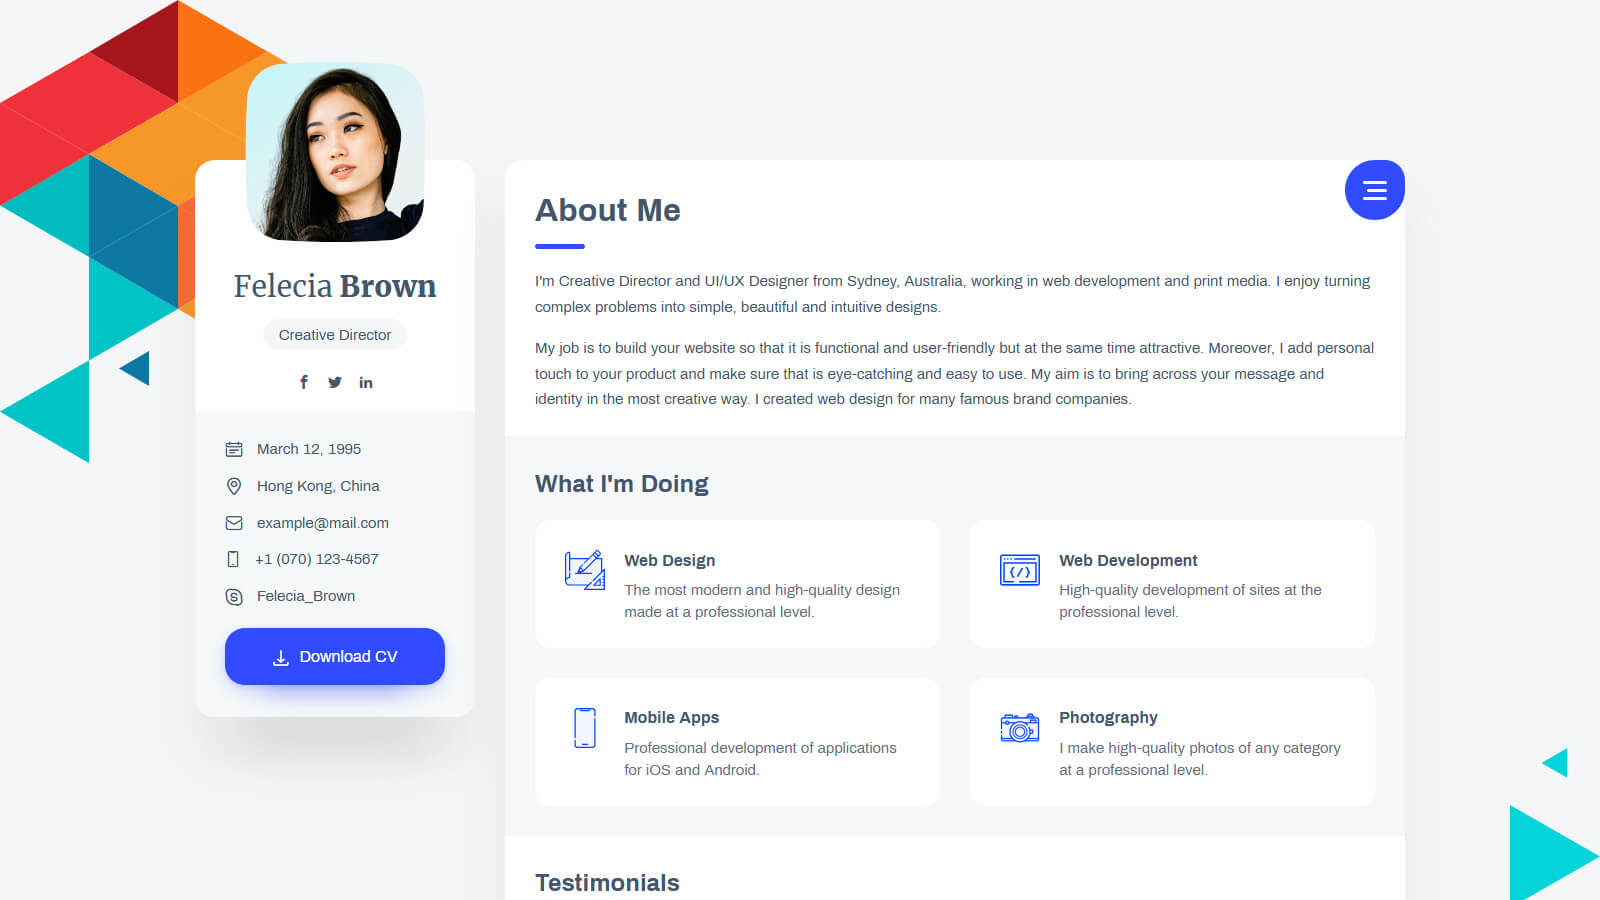 Felecia Brown
Creative Director
March 12, 1995
Hong Kong, China
example@mail.com
+1 (070) 123-4567
Felecia_Brown
Download CV
About Me
I'm Creative Director and UI/UX Designer from Sydney, Australia, working in web development and print media. I enjoy turning
complex problems into simple, beautiful and intuitive designs.
My job is to build your website so that it is functional and user-friendly but at the same time attractive. Moreover, I add personal
touch to your product and make sure that is eye-catching and easy to use. My aim is to bring across your message and
identity in the most creative way. I created web design for many famous brand companies.
What I'm Doing
Web Design
The most modern and high-quality design
made at a professional level.
Web Development
High-quality development of sites at the
professional level.
Mobile Apps
Professional development of applications
for iOS and Android.
Photography
I make high-quality photos of any category
at a professional level.
Testimonials